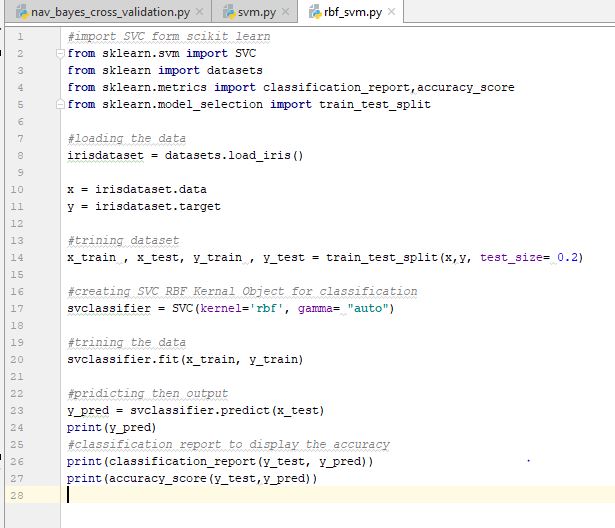 nav_bayes_cross_validation.py × svm.py × rbf_svm.py ×
1 #import SVC form scikit learn
2 from sklearn.svm import SVC
3 from sklearn import datasets
4 from sklearn.metrics import classification_report,accuracy_score
5 from sklearn.model_selection import train_test_split
6
7 #loading the data
8 irisdataset = datasets.load_iris()
9
10 x = irisdataset.data
11 y = irisdataset.target
12
13 #trining dataset
14 x_train , x_test, y_train , y_test = train_test_split(x,y, test_size= 0.2)
15
16 #creating SVC RBF Kernal Object for classification
17 svclassifier = SVC(kernel='rbf', gamma= "auto")
18
19 #trining the data
20 svclassifier.fit(x_train, y_train)
21
22 #pridicting then output
23 y_pred = svclassifier.predict(x_test)
24 print(y_pred)
25 #classification report to display the accuracy
26 print(classification_report(y_test, y_pred))
27 print(accuracy_score(y_test,y_pred))
28